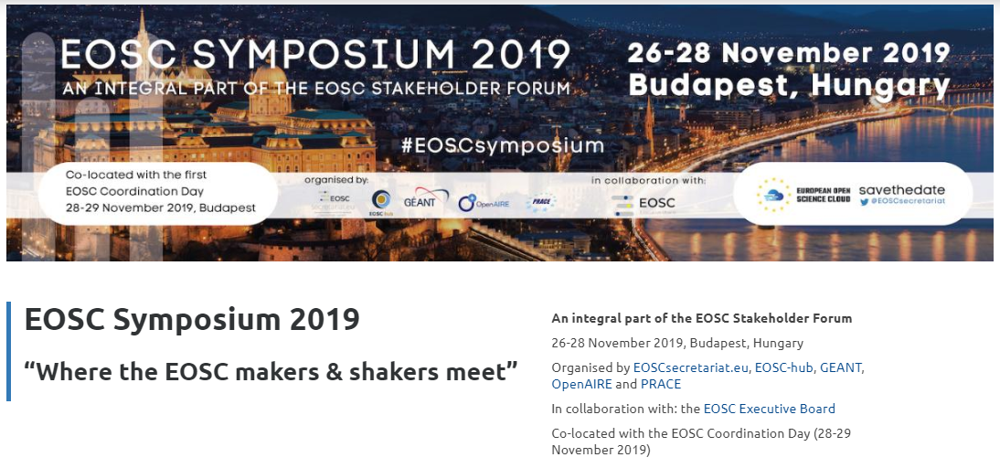 EOSC SYMPOSIUM 2019
AN INTEGRAL PART OF THE EOSC STAKEHOLDER FORUM
26-28 November 2019
Budapest, Hungary
#EOSCsymposium
Co-located with the first
EOSC Coordination Day
28-29 November 2019, Budapest
organised by:
EOSC
secretariat.eu
EOSC-hub
GÉANT
OpenAIRE
PRACE
in collaboration with:
EOSC
EUROPEAN OPEN
SCIENCE CLOUD
savethedate
@EOSCsecretariat
EOSC Symposium 2019
“Where the EOSC makers & shakers meet”
An integral part of the EOSC Stakeholder Forum
26-28 November 2019, Budapest, Hungary
Organised by EOSCsecretariat.eu, EOSC-hub, GEANT,
OpenAIRE and PRACE
In collaboration with: the EOSC Executive Board
Co-located with the EOSC Coordination Day (28-29
November 2019)